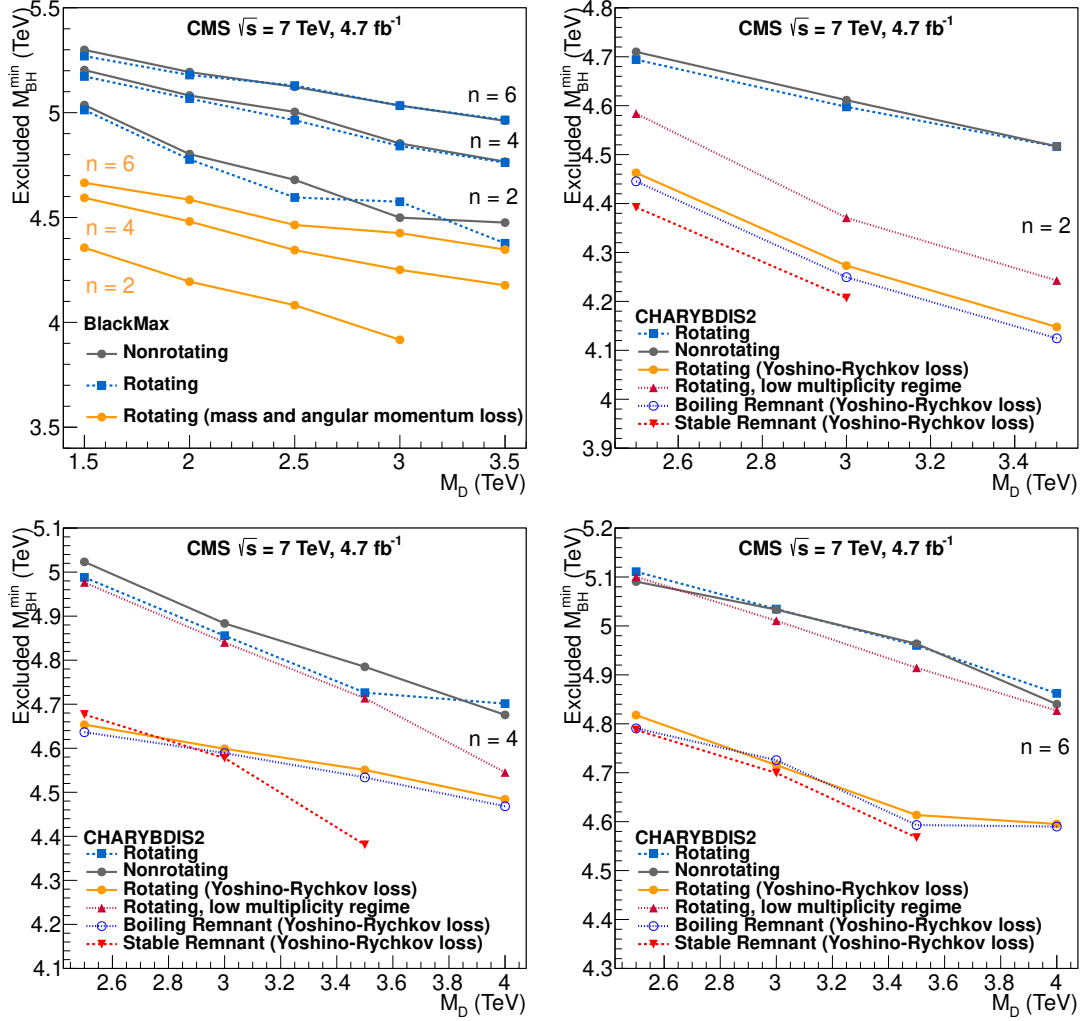 CMS √s = 7 TeV, 4.7 fb⁻¹
Excluded M_BH^min (TeV)
5.5
5
4.5
4
3.5
n = 6
n = 4
n = 2
n = 6
n = 4
n = 2
BlackMax
Nonrotating
Rotating
Rotating (mass and angular momentum loss)
1.5 2 2.5 3 3.5
M_D (TeV)
CMS √s = 7 TeV, 4.7 fb⁻¹
Excluded M_BH^min (TeV)
4.8
4.7
4.6
4.5
4.4
4.3
4.2
4.1
4
3.9
n = 2
CHARYBDIS2
Rotating
Nonrotating
Rotating (Yoshino-Rychkov loss)
Rotating, low multiplicity regime
Boiling Remnant (Yoshino-Rychkov loss)
Stable Remnant (Yoshino-Rychkov loss)
2.6 2.8 3 3.2 3.4
M_D (TeV)
CMS √s = 7 TeV, 4.7 fb⁻¹
Excluded M_BH^min (TeV)
5.1
5
4.9
4.8
4.7
4.6
4.5
4.4
4.3
4.2
4.1
n = 4
CHARYBDIS2
Rotating
Nonrotating
Rotating (Yoshino-Rychkov loss)
Rotating, low multiplicity regime
Boiling Remnant (Yoshino-Rychkov loss)
Stable Remnant (Yoshino-Rychkov loss)
2.6 2.8 3 3.2 3.4 3.6 3.8 4
M_D (TeV)
CMS √s = 7 TeV, 4.7 fb⁻¹
Excluded M_BH^min (TeV)
5.2
5.1
5
4.9
4.8
4.7
4.6
4.5
4.4
4.3
n = 6
CHARYBDIS2
Rotating
Nonrotating
Rotating (Yoshino-Rychkov loss)
Rotating, low multiplicity regime
Boiling Remnant (Yoshino-Rychkov loss)
Stable Remnant (Yoshino-Rychkov loss)
2.6 2.8 3 3.2 3.4 3.6 3.8 4
M_D (TeV)